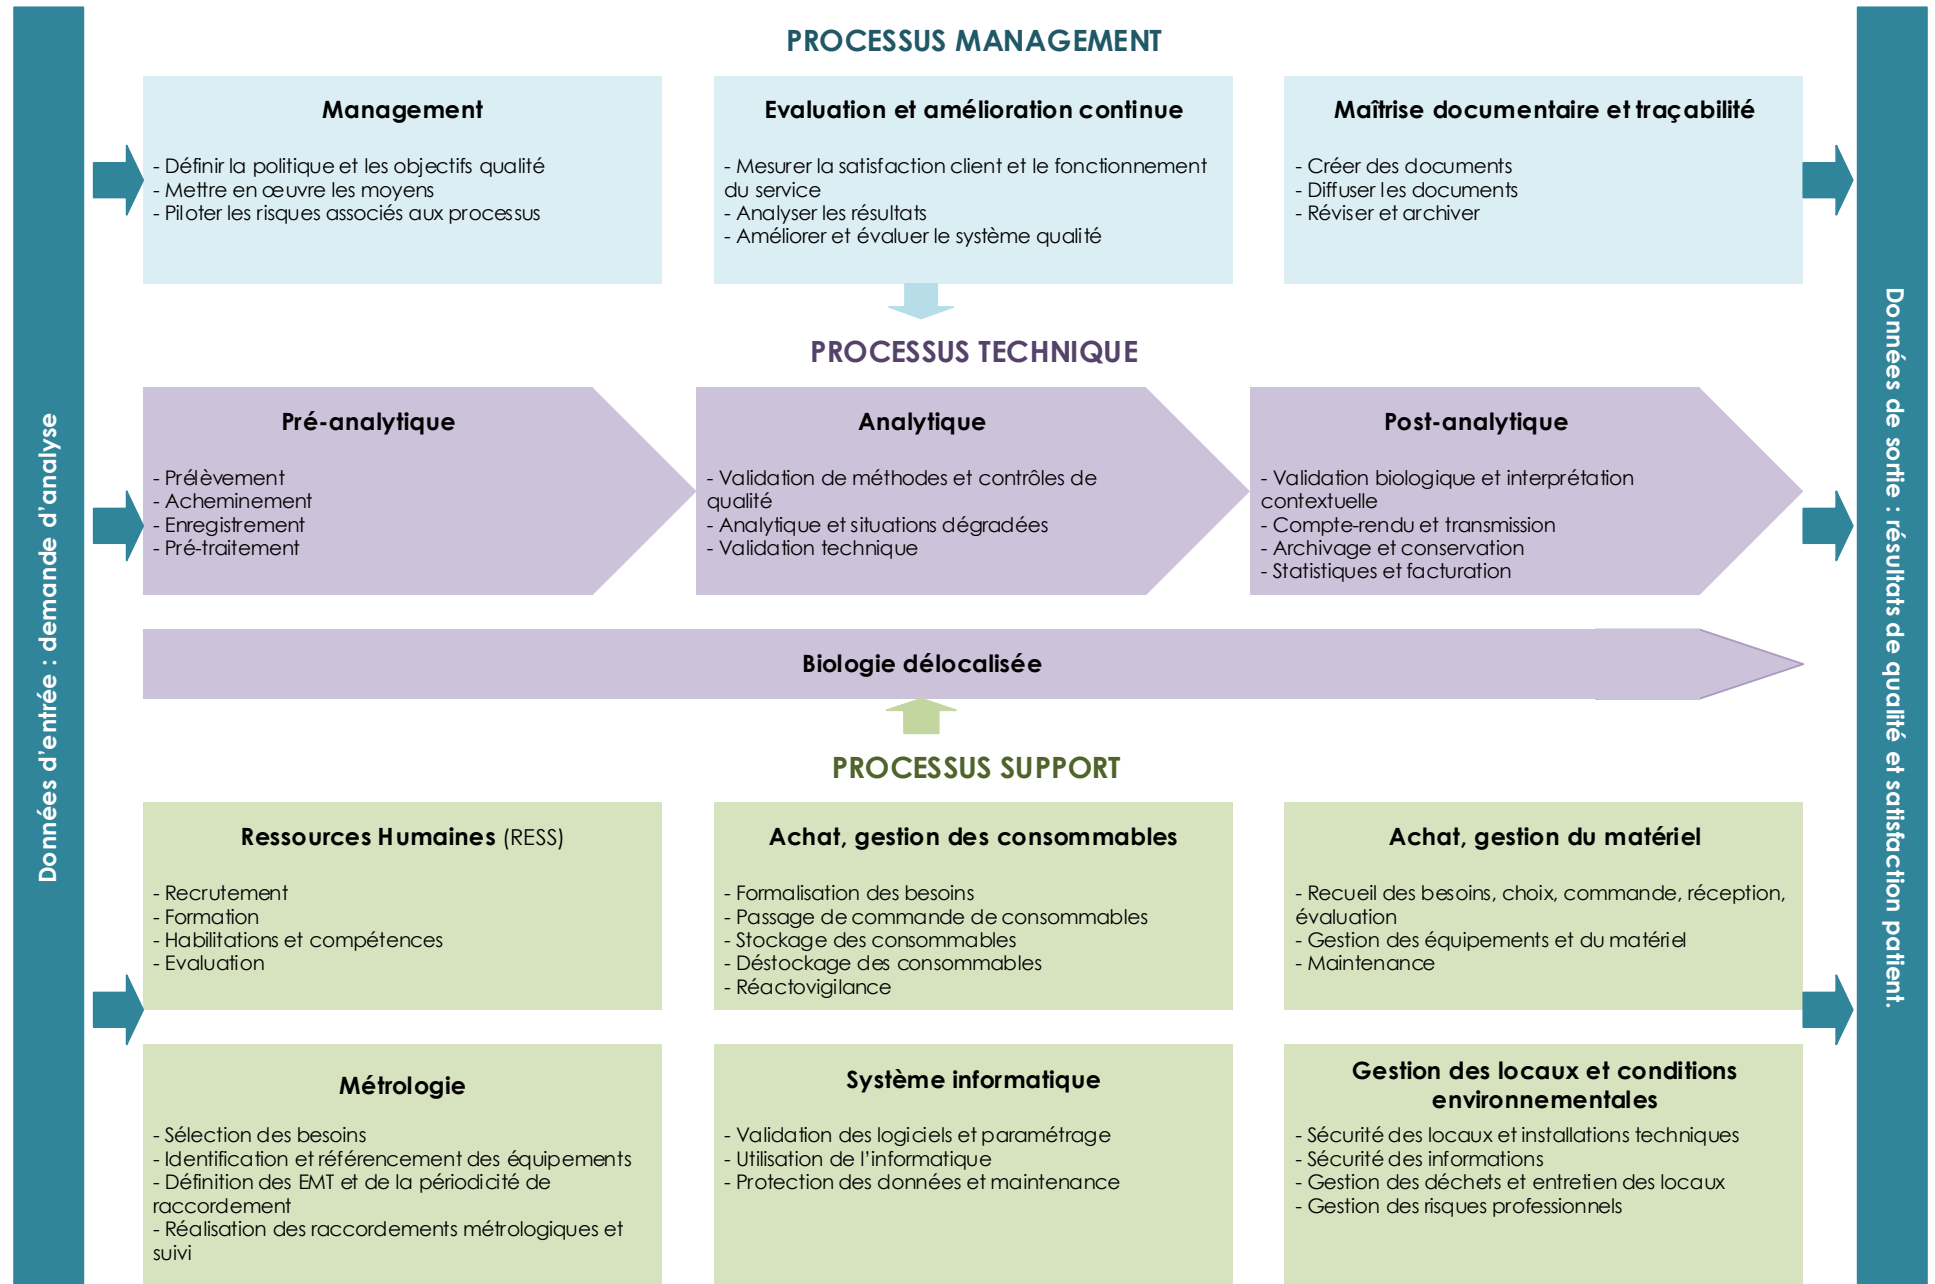 Données d'entrée : demande d'analyse
PROCESSUS MANAGEMENT
Management
- Définir la politique et les objectifs qualité
- Mettre en œuvre les moyens
- Piloter les risques associés aux processus
Evaluation et amélioration continue
- Mesurer la satisfaction client et le fonctionnement
du service
- Analyser les résultats
- Améliorer et évaluer le système qualité
Maîtrise documentaire et traçabilité
- Créer des documents
- Diffuser les documents
- Réviser et archiver
PROCESSUS TECHNIQUE
Pré-analytique
- Prélèvement
- Acheminement
- Enregistrement
- Pré-traitement
Analytique
- Validation de méthodes et contrôles de
qualité
- Analytique et situations dégradées
- Validation technique
Post-analytique
- Validation biologique et interprétation
contextuelle
- Compte-rendu et transmission
- Archivage et conservation
- Statistiques et facturation
Biologie délocalisée
PROCESSUS SUPPORT
Ressources Humaines (RESS)
- Recrutement
- Formation
- Habilitations et compétences
- Evaluation
Achat, gestion des consommables
- Formalisation des besoins
- Passage de commande de consommables
- Stockage des consommables
- Déstockage des consommables
- Réactovigilance
Achat, gestion du matériel
- Recueil des besoins, choix, commande, réception,
évaluation
- Gestion des équipements et du matériel
- Maintenance
Métrologie
- Sélection des besoins
- Identification et référencement des équipements
- Définition des EMT et de la périodicité de
raccordement
- Réalisation des raccordements métrologiques et
suivi
Système informatique
- Validation des logiciels et paramétrage
- Utilisation de l'informatique
- Protection des données et maintenance
Gestion des locaux et conditions
environnementales
- Sécurité des locaux et installations techniques
- Sécurité des informations
- Gestion des déchets et entretien des locaux
- Gestion des risques professionnels
Données de sortie : résultats de qualité et satisfaction patient.